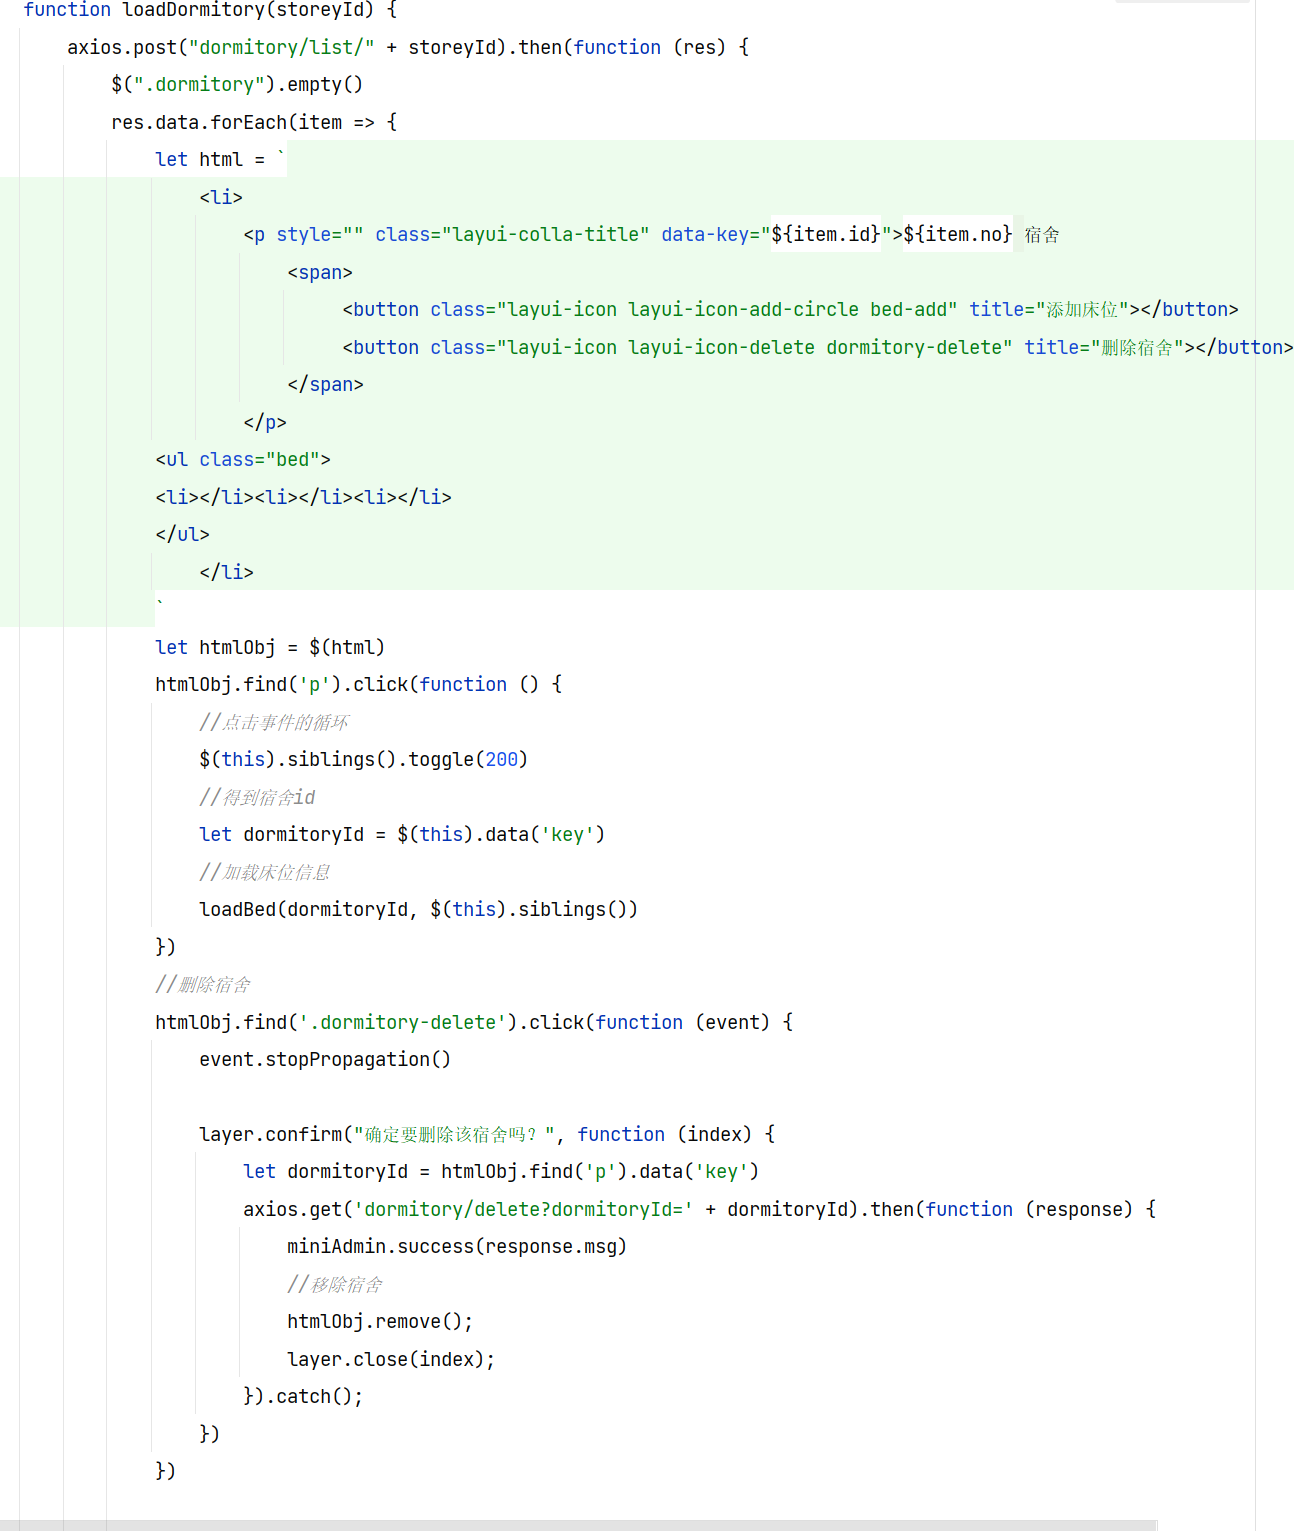 function loadDormitory(storeyId) {
    axios.post("dormitory/list/" + storeyId).then(function (res) {
        $(".dormitory").empty()
        res.data.forEach(item => {
            let html = `
                <li>
                    <p style="" class="layui-colla-title" data-key="${item.id}">${item.no} 宿舍
                        <span>
                             <button class="layui-icon layui-icon-add-circle bed-add" title="添加床位"></button>
                             <button class="layui-icon layui-icon-delete dormitory-delete" title="删除宿舍"></button>
                        </span>
                    </p>
            <ul class="bed">
            <li></li><li></li><li></li>
            </ul>
                </li>
            `
            let htmlObj = $(html)
            htmlObj.find('p').click(function () {
                //点击事件的循环
                $(this).siblings().toggle(200)
                //得到宿舍id
                let dormitoryId = $(this).data('key')
                //加载床位信息
                loadBed(dormitoryId, $(this).siblings())
            })
            //删除宿舍
            htmlObj.find('.dormitory-delete').click(function (event) {
                event.stopPropagation()

                layer.confirm("确定要删除该宿舍吗？", function (index) {
                    let dormitoryId = htmlObj.find('p').data('key')
                    axios.get('dormitory/delete?dormitoryId=' + dormitoryId).then(function (response) {
                        miniAdmin.success(response.msg)
                        //移除宿舍
                        htmlObj.remove();
                        layer.close(index);
                    }).catch();
                })
            })